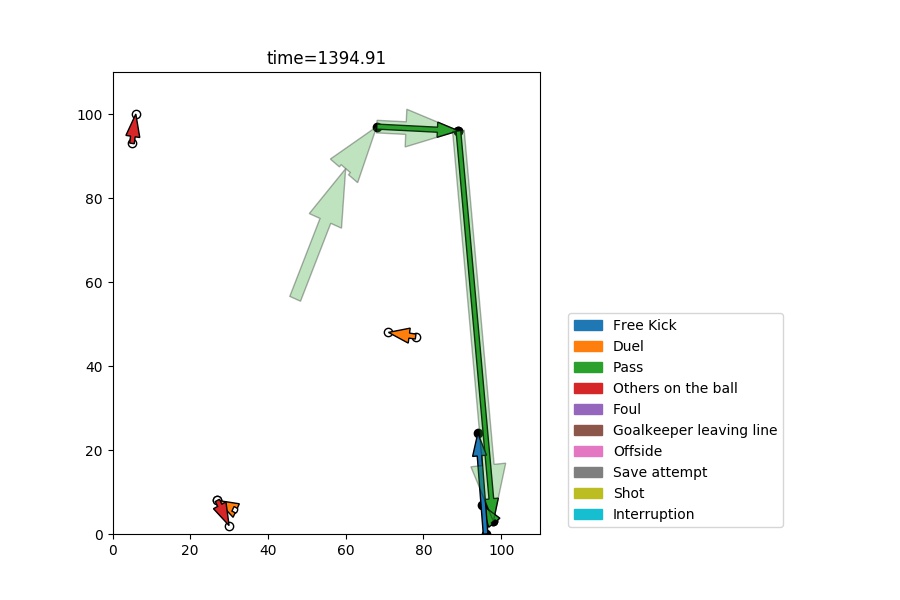 time=1394.91
100
80
60
40
20
0
0
20
40
60
80
100
Free Kick
Duel
Pass
Others on the ball
Foul
Goalkeeper leaving line
Offside
Save attempt
Shot
Interruption